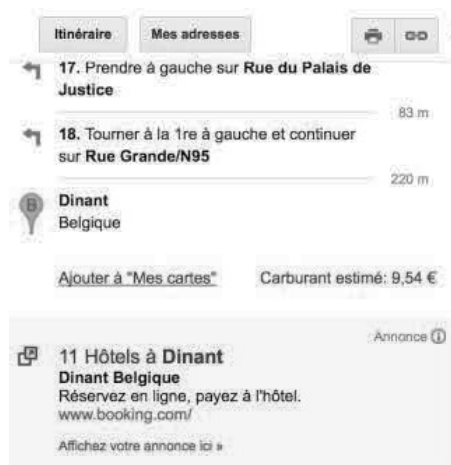 Itinéraire
Mes adresses
17. Prendre à gauche sur Rue du Palais de
Justice
83 m
18. Tourner à la 1re à gauche et continuer
sur Rue Grande/N95
220 m
B
Dinant
Belgique
Ajouter à "Mes cartes"
Carburant estimé: 9,54 €
Annonce
11 Hôtels à Dinant
Dinant Belgique
Réservez en ligne, payez à l'hôtel.
www.booking.com/
Affichez votre annonce ici »